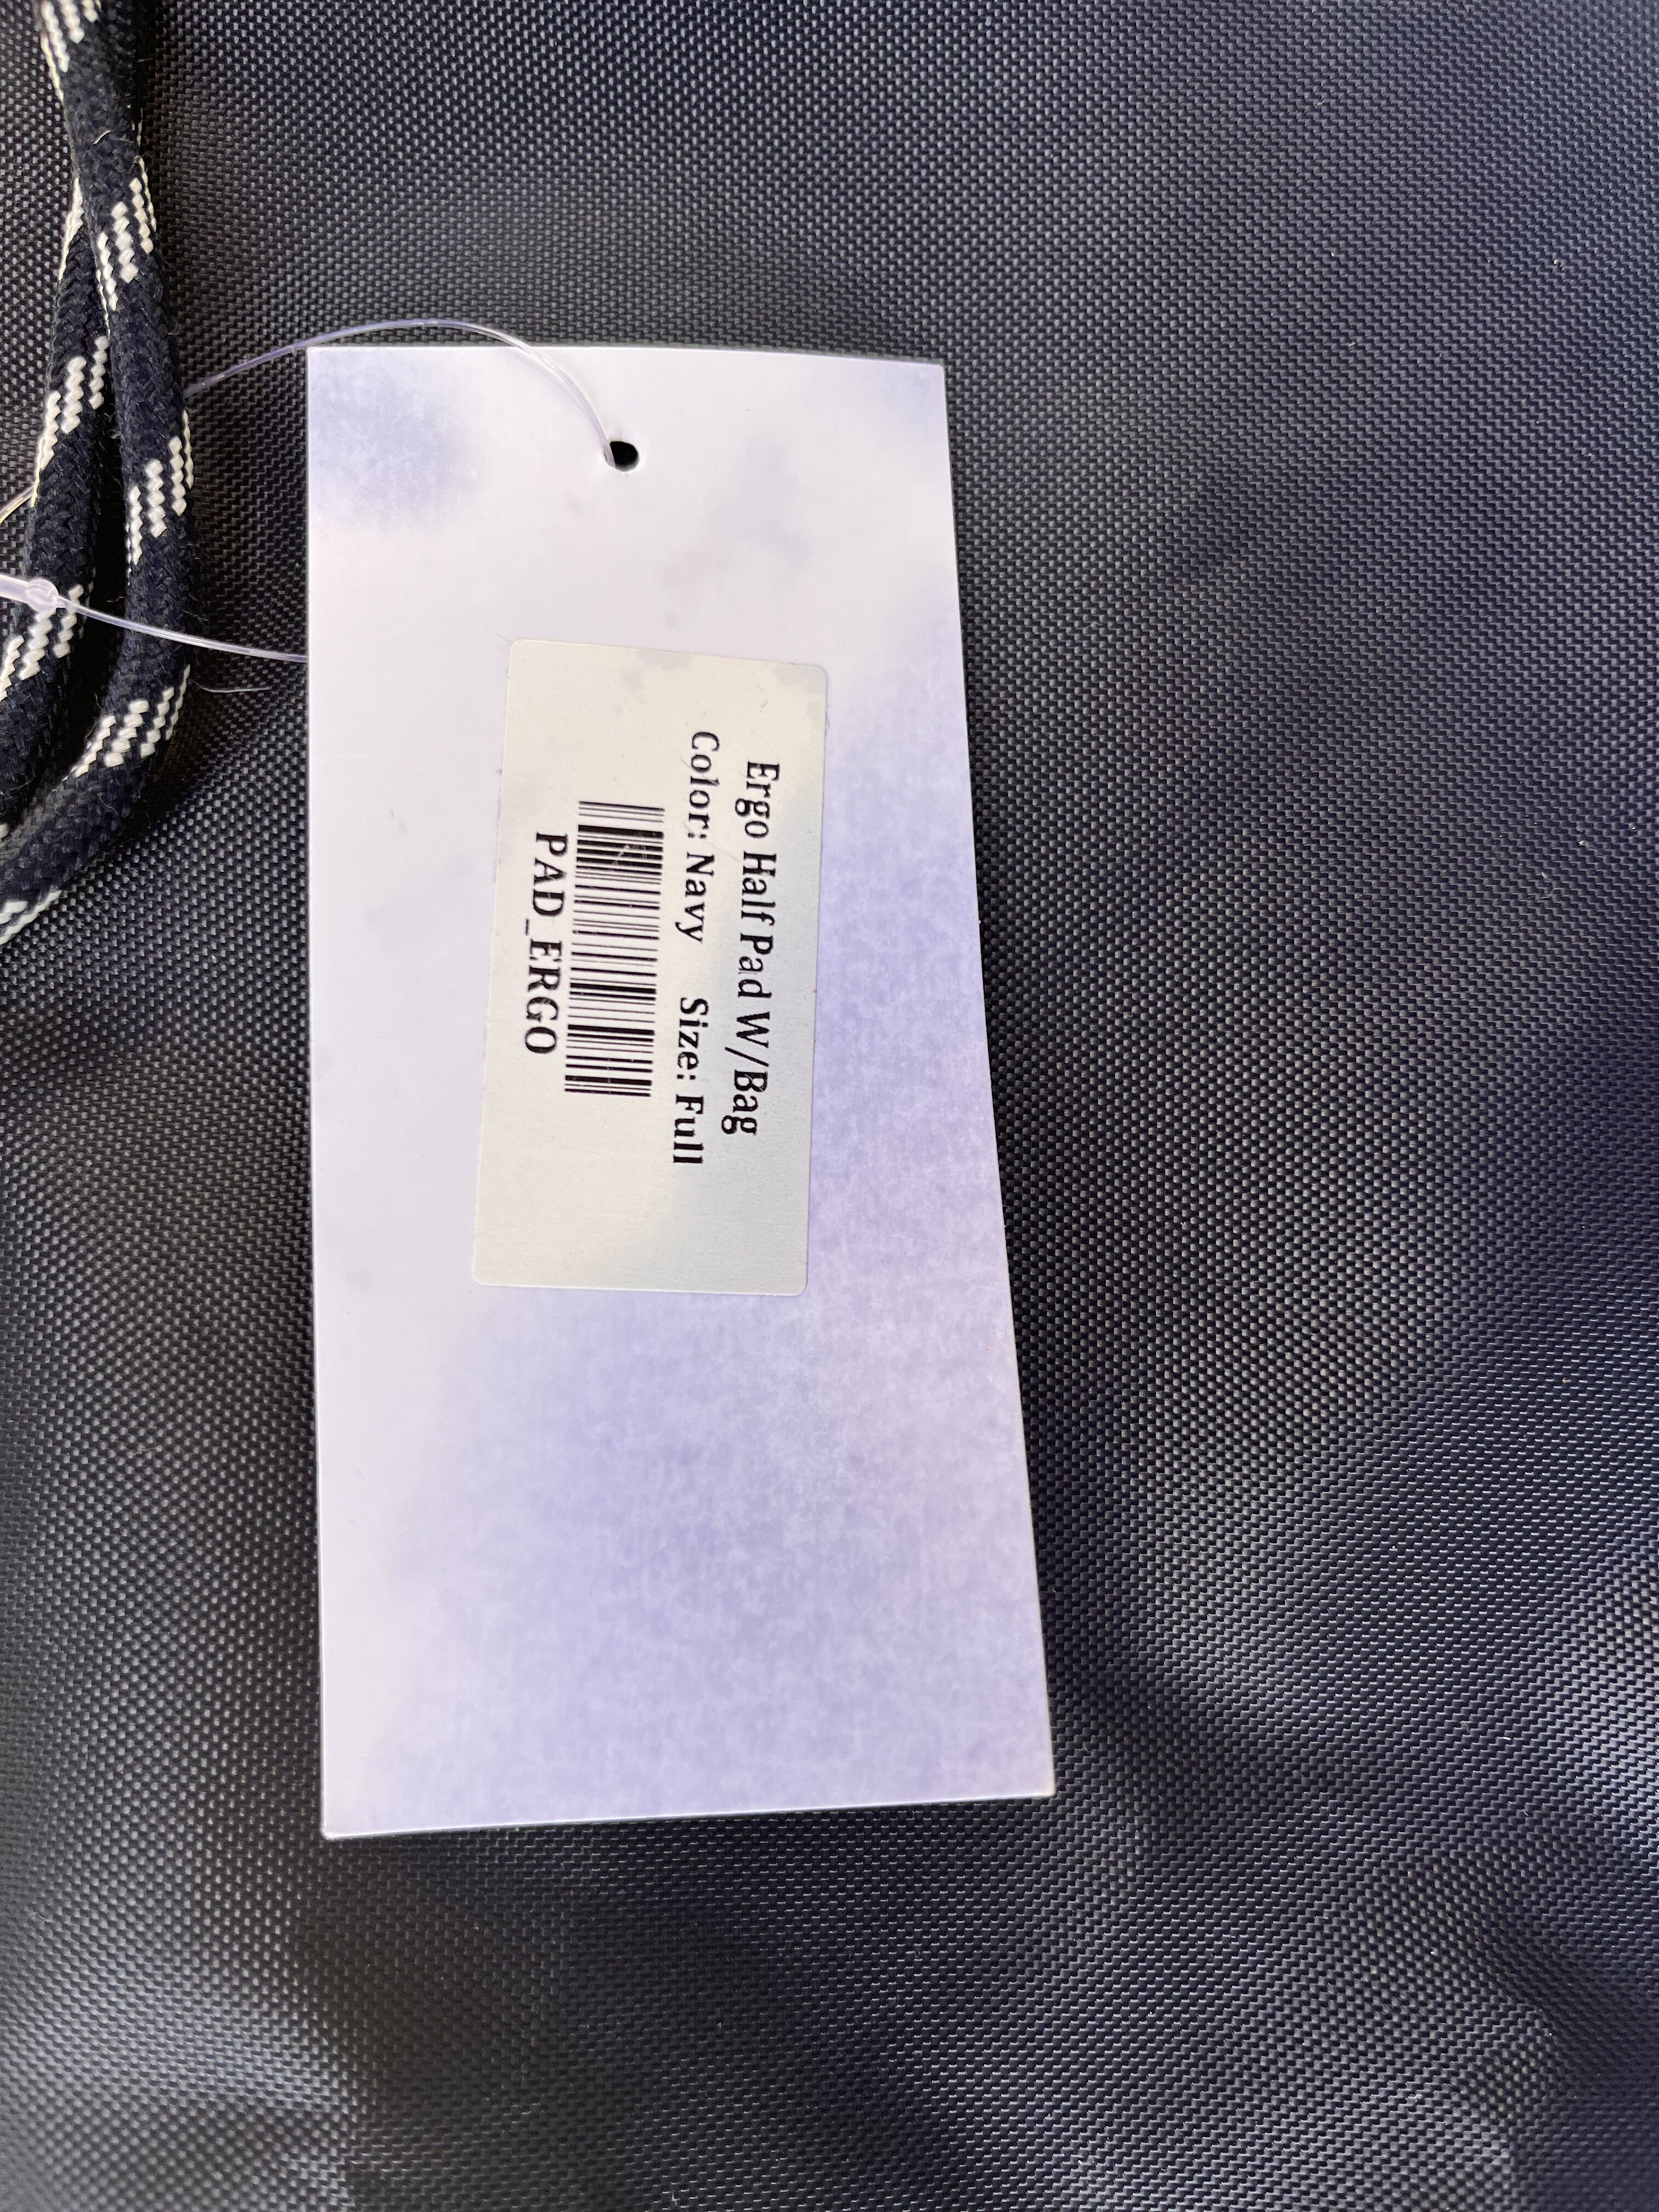 Ergo Half Pad W/Bag
Color: Navy Size: Full
PAD_ERGO